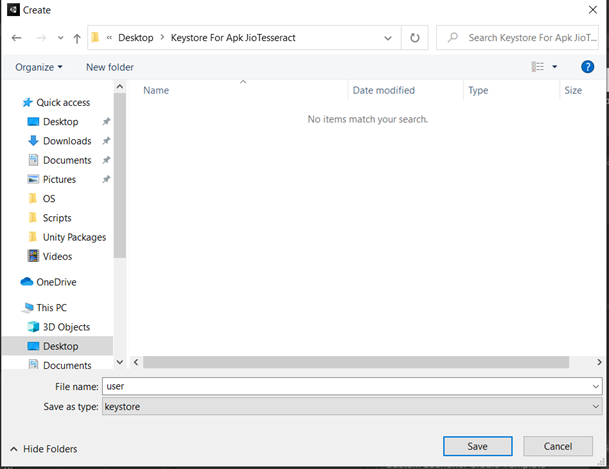 Create
« Desktop > Keystore For Apk JioTesseract
Search Keystore For Apk JioT...
Organize
New folder
Name
Date modified
Type
Size
No items match your search.
Quick access
Desktop
Downloads
Documents
Pictures
OS
Scripts
Unity Packages
Videos
OneDrive
This PC
3D Objects
Desktop
Documents
File name: user
Save as type: keystore
Hide Folders
Save
Cancel